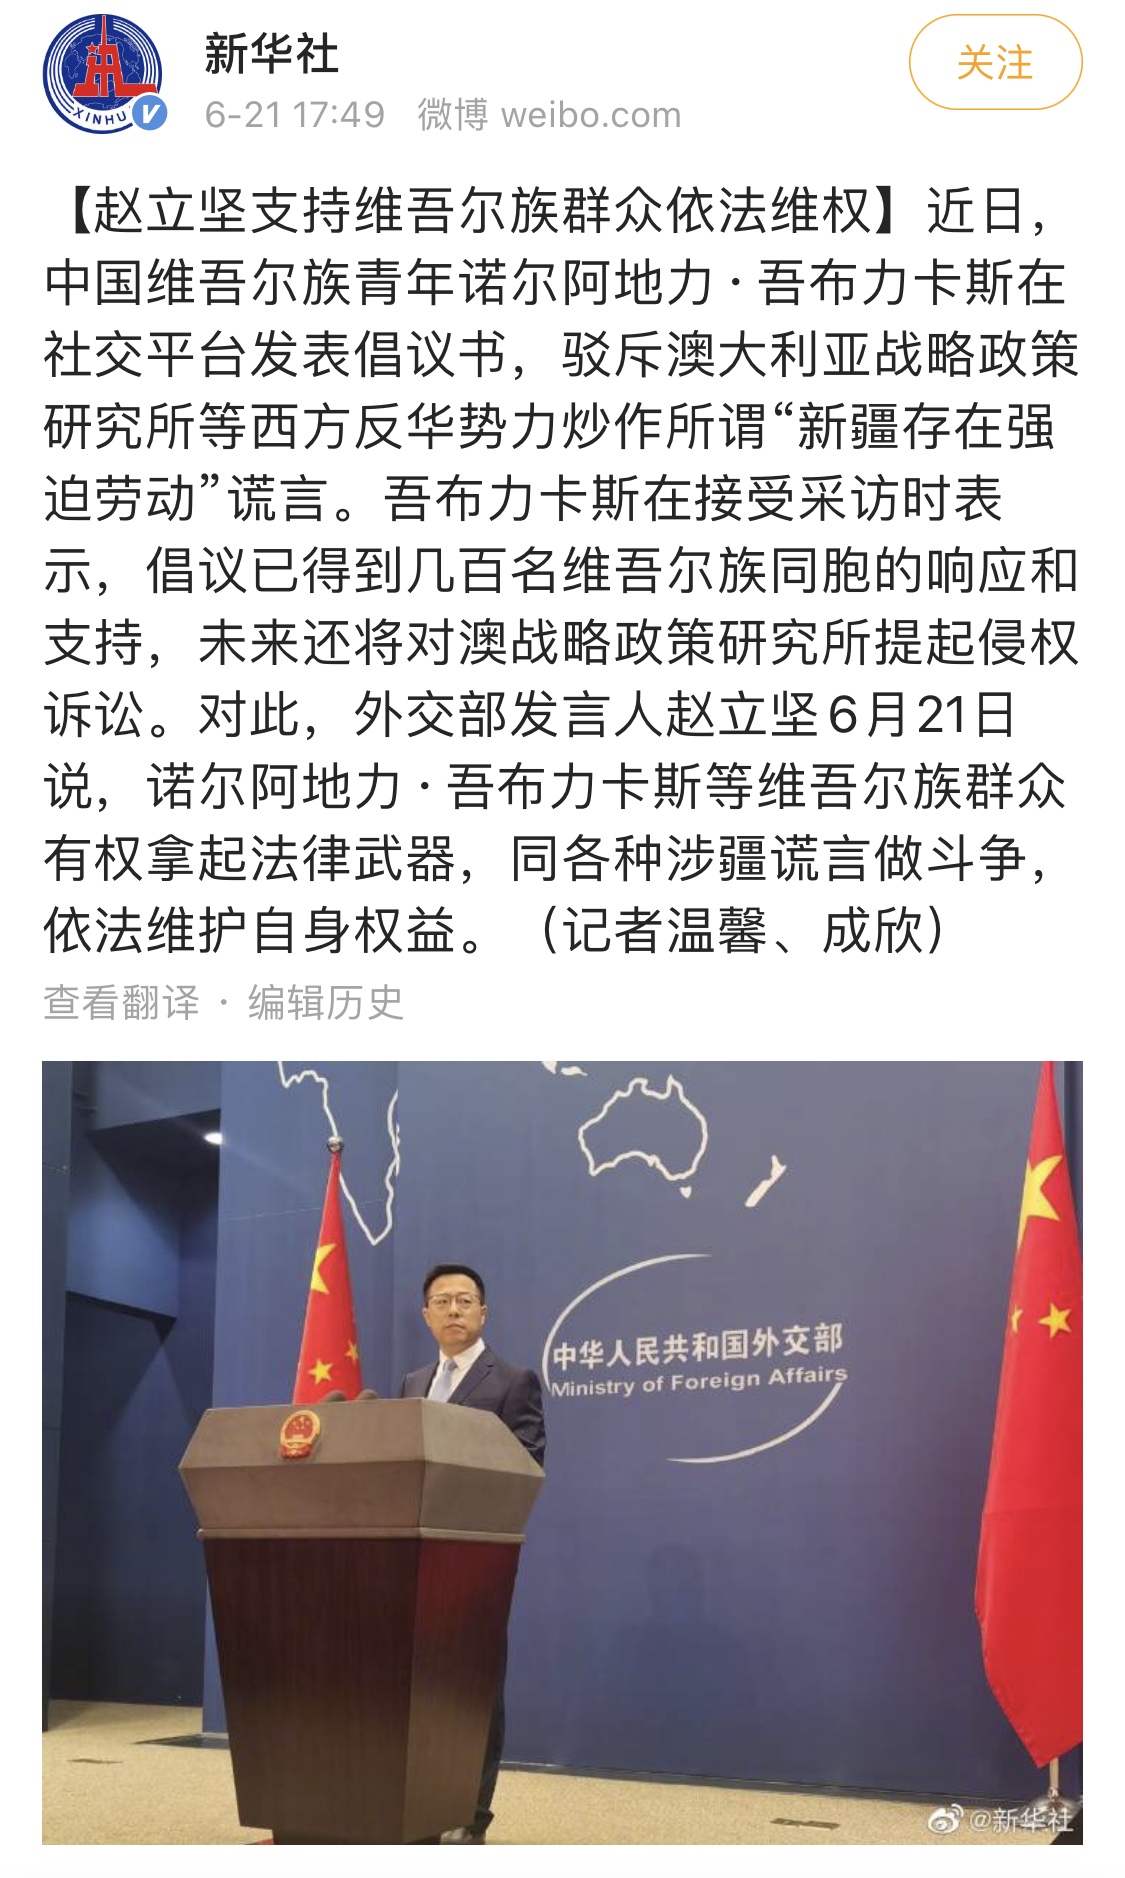 新华社
关注
6-21 17:49 微博 weibo.com
XINHU
【赵立坚支持维吾尔族群众依法维权】近日，
中国维吾尔族青年诺尔阿地力·吾布力卡斯在
社交平台发表倡议书，驳斥澳大利亚战略政策
研究所等西方反华势力炒作所谓“新疆存在强
迫劳动”谎言。吾布力卡斯在接受采访时表
示，倡议已得到几百名维吾尔族同胞的响应和
支持，未来还将对澳战略政策研究所提起侵权
诉讼。对此，外交部发言人赵立坚6月21日
说，诺尔阿地力·吾布力卡斯等维吾尔族群众
有权拿起法律武器，同各种涉疆谎言做斗争，
依法维护自身权益。（记者温馨、成欣）
查看翻译 · 编辑历史
中华人民共和国外交部
Ministry of Foreign Affairs
@新华社